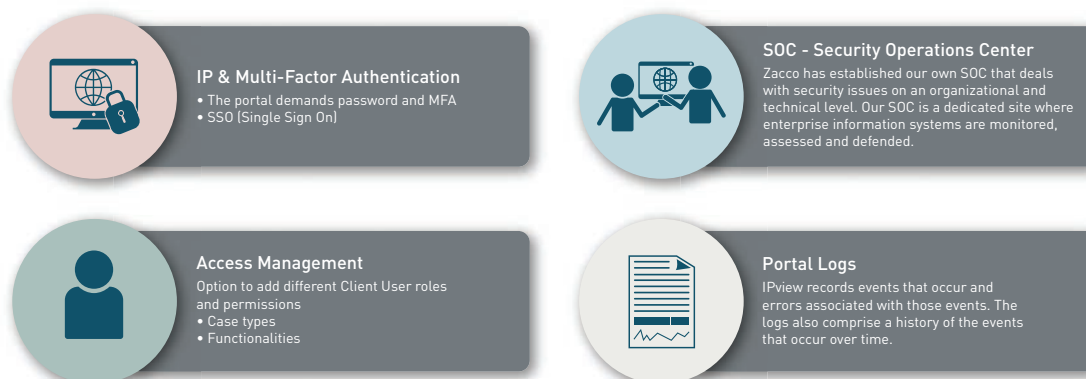 IP & Multi-Factor Authentication
• The portal demands password and MFA
• SSO (Single Sign On)
SOC - Security Operations Center
Zacco has established our own SOC that deals
with security issues on an organizational and
technical level. Our SOC is a dedicated site where
enterprise information systems are monitored,
assessed and defended.
Access Management
Option to add different Client User roles
and permissions
• Case types
• Functionalities
Portal Logs
IPview records events that occur and
errors associated with those events. The
logs also comprise a history of the events
that occur over time.